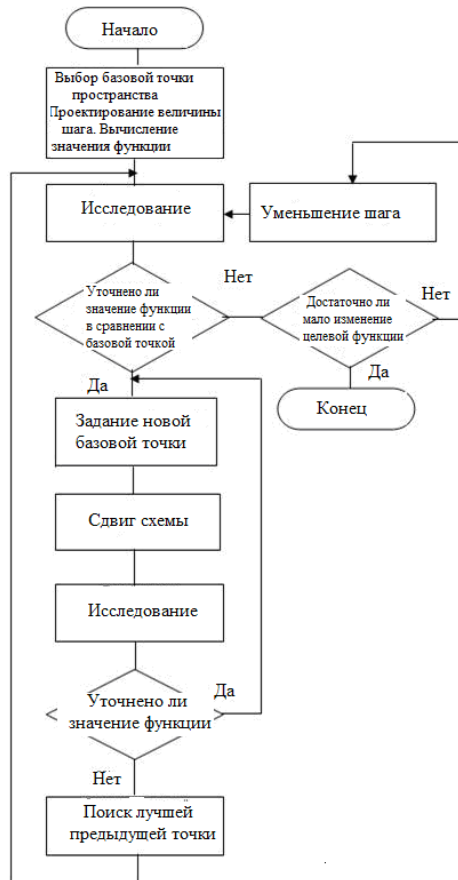 Начало
Выбор базовой точки
пространства
Проектирование величины
шага. Вычисление
значения функции
Исследование
Уменьшение шага
Уточнено ли
значение функции
в сравнении с
базовой точкой
Нет
Достаточно ли
мало изменение
целевой функции
Нет
Да
Да
Конец
Задание новой
базовой точки
Сдвиг схемы
Исследование
Уточнено ли
значение функции
Да
Нет
Поиск лучшей
предыдущей точки